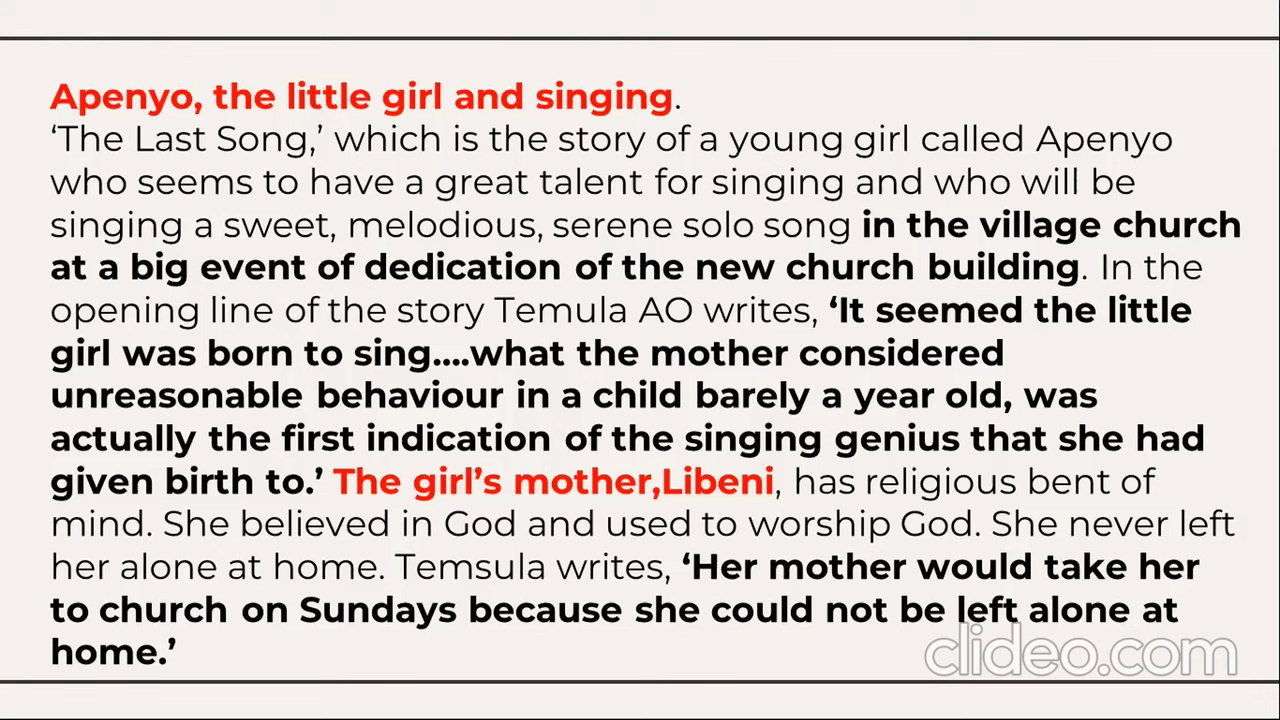 Apenyo, the little girl and singing.
‘The Last Song,’ which is the story of a young girl called Apenyo
who seems to have a great talent for singing and who will be
singing a sweet, melodious, serene solo song in the village church
at a big event of dedication of the new church building. In the
opening line of the story Temula AO writes, ‘It seemed the little
girl was born to sing....what the mother considered
unreasonable behaviour in a child barely a year old, was
actually the first indication of the singing genius that she had
given birth to.’ The girl’s mother,Libeni, has religious bent of
mind. She believed in God and used to worship God. She never left
her alone at home. Temsula writes, ‘Her mother would take her
to church on Sundays because she could not be left alone at
home.’
clideo.com